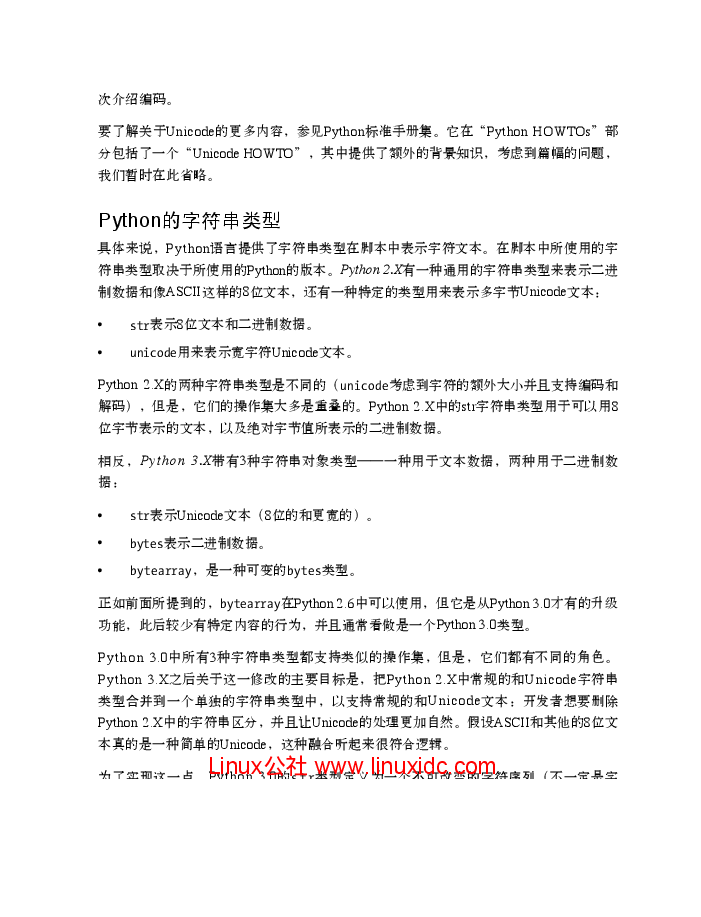 次介绍编码。
要了解关于Unicode的更多内容，参见Python标准手册集。它在“Python HOWTOs”部
分包括了一个“Unicode HOWTO”，其中提供了额外的背景知识，考虑到篇幅的问题，
我们暂时在此省略。
Python的字符串类型
具体来说，Python语言提供了字符串类型在脚本中表示字符文本。在脚本中所使用的字
符串类型取决于所使用的Python的版本。Python 2.X有一种通用的字符串类型来表示二进
制数据和像ASCII这样的8位文本，还有一种特定的类型用来表示多字节Unicode文本：
• str表示8位文本和二进制数据。
• unicode用来表示宽字符Unicode文本。
Python 2.X的两种字符串类型是不同的（unicode考虑到字符的额外大小并且支持编码和
解码），但是，它们的操作集大多是重叠的。Python 2.X中的str字符串类型用于可以用8
位字节表示的文本，以及绝对字节值所表示的二进制数据。
相反，Python 3.X带有3种字符串对象类型——一种用于文本数据，两种用于二进制数
据：
• str表示Unicode文本（8位的和更宽的）。
• bytes表示二进制数据。
• bytearray，是一种可变的bytes类型。
正如前面所提到的，bytearray在Python 2.6中可以使用，但它是从Python 3.0才有的升级
功能，此后较少有特定内容的行为，并且通常看做是一个Python 3.0类型。
Python 3.0中所有3种字符串类型都支持类似的操作集，但是，它们都有不同的角色。
Python 3.X之后关于这一修改的主要目标是，把Python 2.X中常规的和Unicode字符串
类型合并到一个单独的字符串类型中，以支持常规的和Unicode文本：开发者想要删除
Python 2.X中的字符串区分，并且让Unicode的处理更加自然。假设ASCII和其他的8位文
本真的是一种简单的Unicode，这种融合听起来很符合逻辑。
为了实现这一点，Python 3.0的str类型定义为一个不可改变的字符序列（不一定是字
Linux公社 www.linuxidc.com